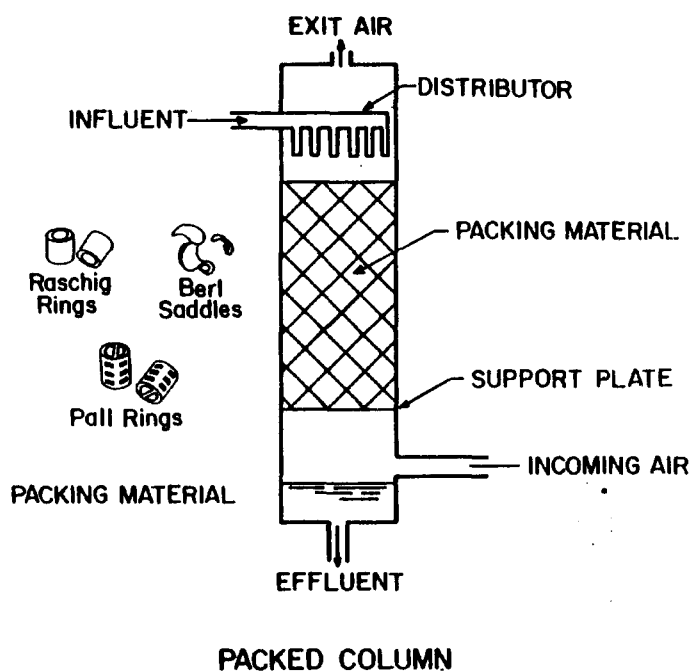 EXIT AIR
DISTRIBUTOR
INFLUENT
PACKING MATERIAL
Raschig
Rings
Berl
Saddles
SUPPORT PLATE
Pall Rings
INCOMING AIR
PACKING MATERIAL
EFFLUENT
PACKED COLUMN